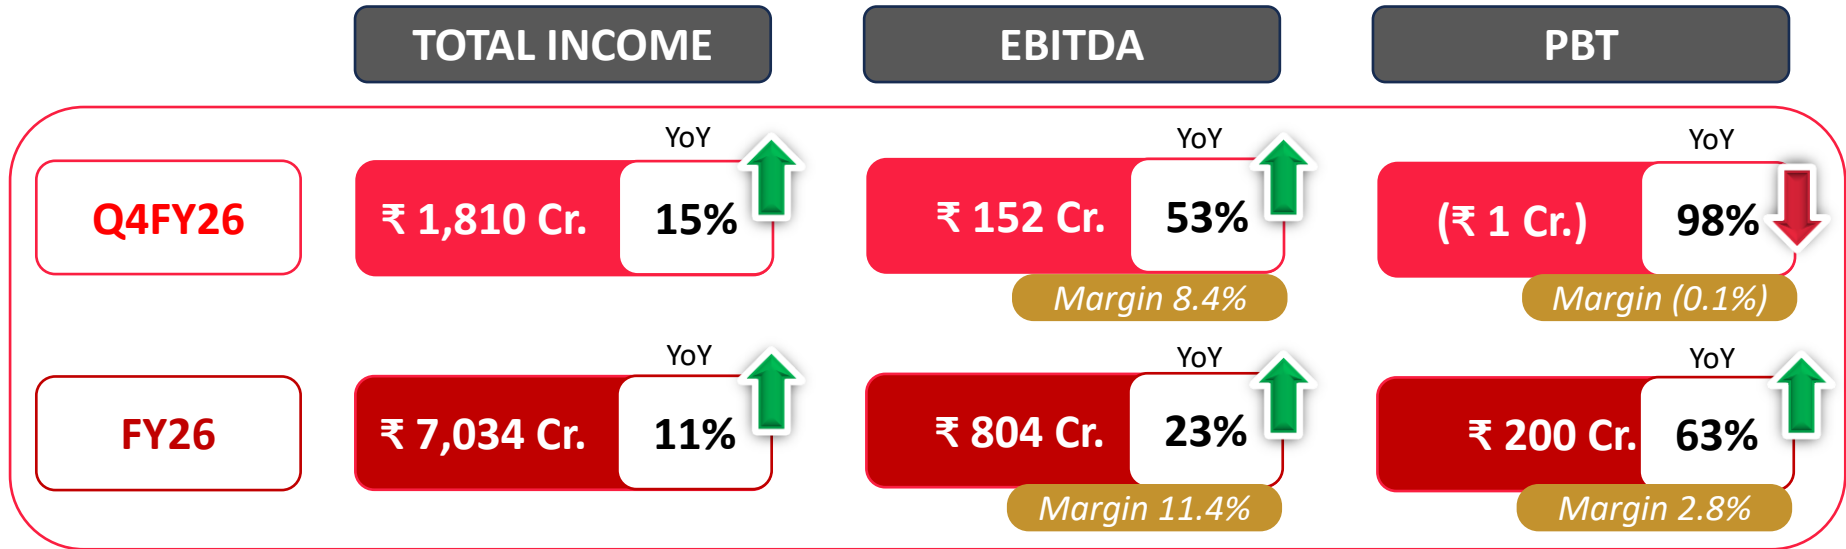 TOTAL INCOME EBITDA PBT
YoY YoY YoY
Q4FY26 ₹ 1,810 Cr. 15% ₹ 152 Cr. 53% (₹ 1 Cr.) 98%
Margin 8.4% Margin (0.1%)
YoY YoY YoY
FY26 ₹ 7,034 Cr. 11% ₹ 804 Cr. 23% ₹ 200 Cr. 63%
Margin 11.4% Margin 2.8%